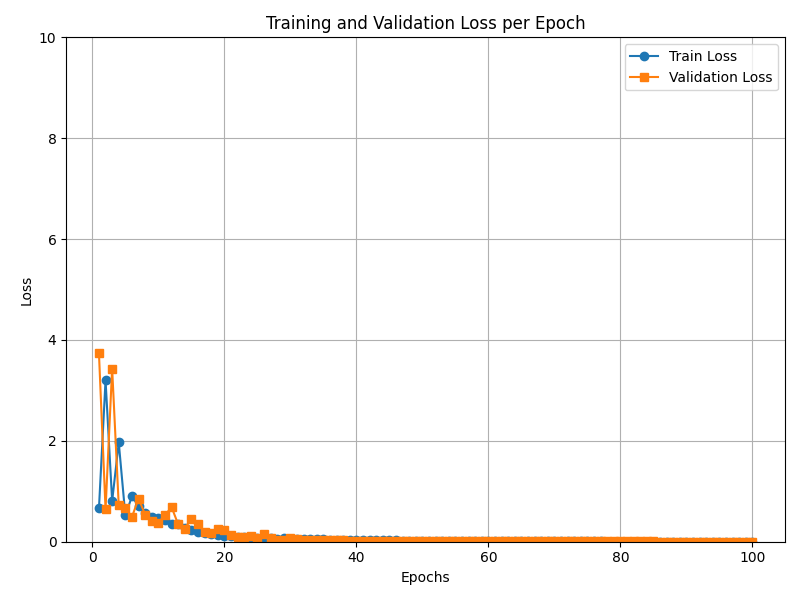 Training and Validation Loss per Epoch
Train Loss
Validation Loss
10
8
6
4
2
0
Loss
0 20 40 60 80 100
Epochs